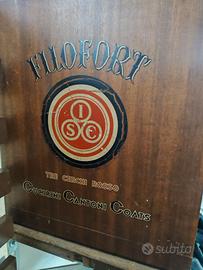 FILOFORT
I
S C
TRE CERCHI ROSSO
CUCIRINI CANTONI COATS
subito